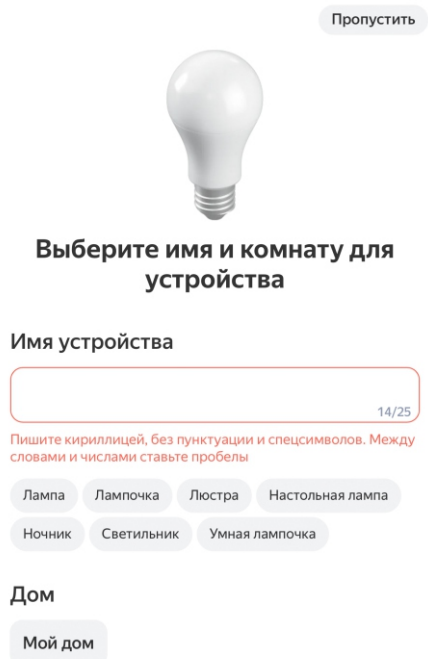 Пропустить
Выберите имя и комнату для
устройства
Имя устройства
14/25
Пишите кириллицей, без пунктуации и спецсимволов. Между
словами и числами ставьте пробелы
Лампа Лампочка Люстра Настольная лампа
Ночник Светильник Умная лампочка
Дом
Мой дом